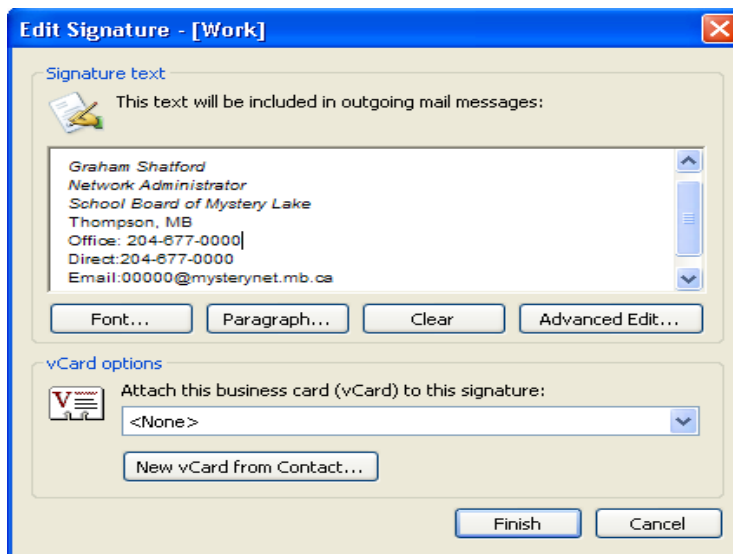 Edit Signature - [Work]
Signature text
This text will be included in outgoing mail messages:
Graham Shatford
Network Administrator
School Board of Mystery Lake
Thompson, MB
Office: 204-677-0000
Direct:204-677-0000
Email:00000@mysterynet.mb.ca
Font... Paragraph... Clear Advanced Edit...
vCard options
V
Attach this business card (vCard) to this signature:
<None>
New vCard from Contact...
Finish Cancel